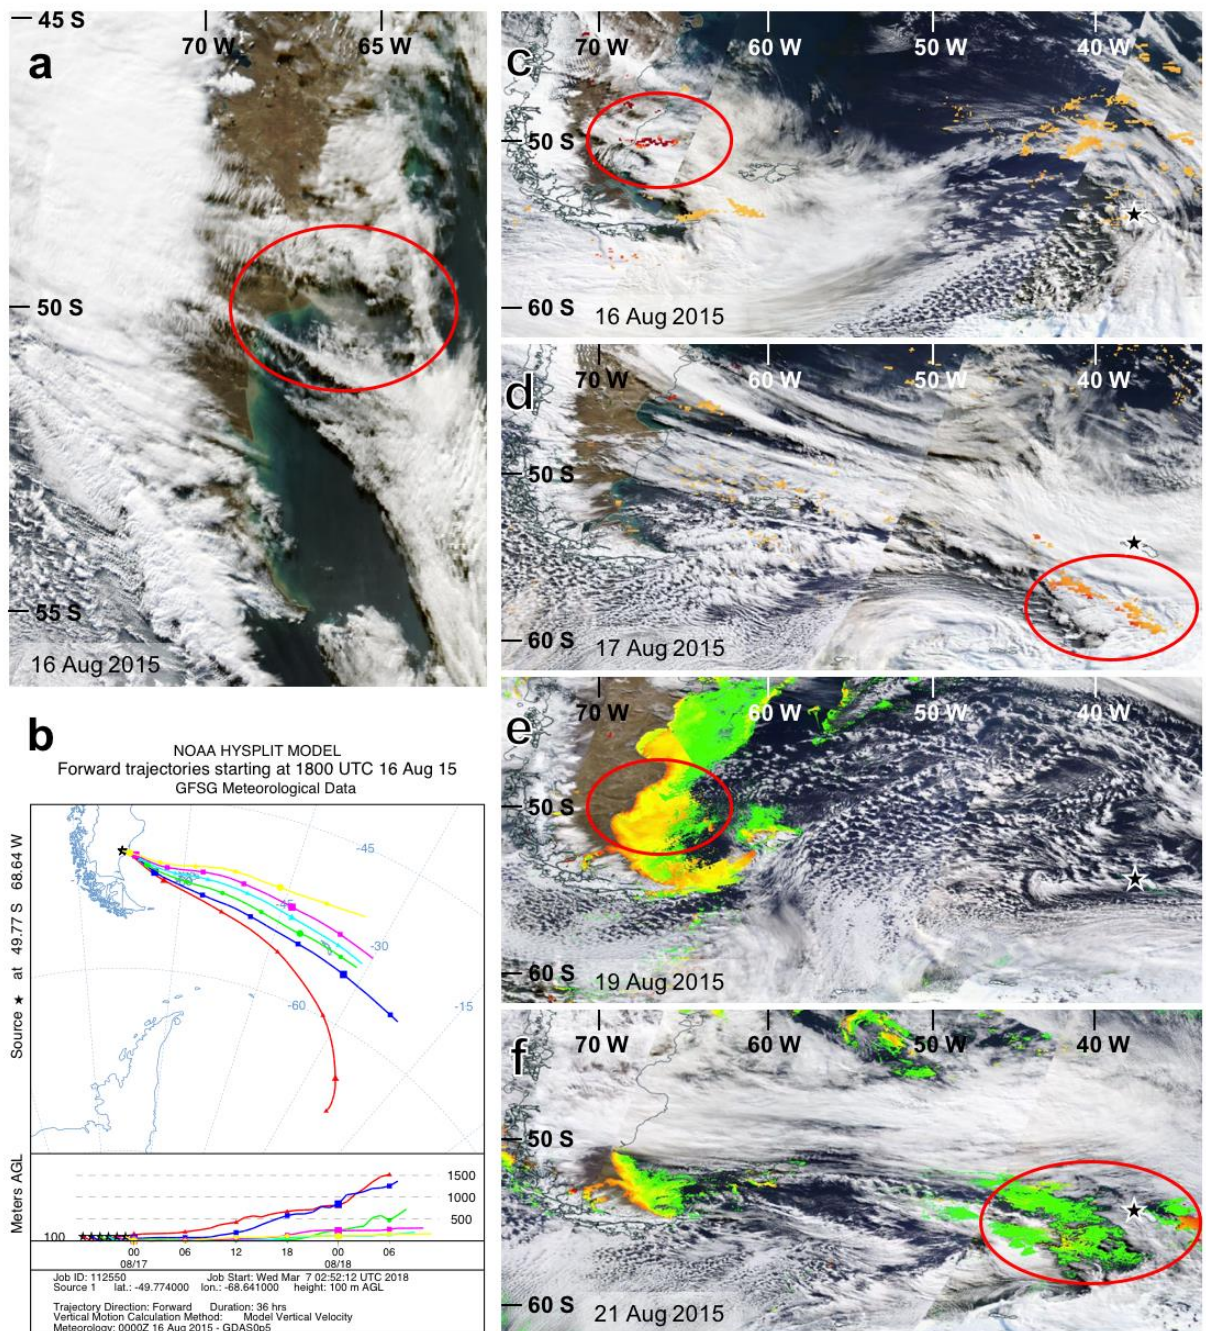 a
45 S
70 W
65 W
50 S
55 S
16 Aug 2015
b
NOAA HYSPLIT MODEL
Forward trajectories starting at 1800 UTC 16 Aug 15
GFSG Meteorological Data
Source ★ at 49.77 S 68.64 W
-45
-45
-30
-60
-15
Meters AGL
1500
1000
500
100
00 06 12 18 00 06
08/17 08/18
Job ID: 112550 Job Start: Wed Mar 7 02:52:12 UTC 2018
Source 1 lat.: -49.774000 lon.: -68.641000 height: 100 m AGL
Trajectory Direction: Forward Duration: 36 hrs
Vertical Motion Calculation Method: Model Vertical Velocity
Meteorology: 0000Z 16 Aug 2015 - GDAS0p5
c
70 W 60 W 50 W 40 W
50 S
60 S
16 Aug 2015
d
70 W 60 W 50 W 40 W
50 S
60 S
17 Aug 2015
e
70 W 60 W 50 W 40 W
50 S
60 S
19 Aug 2015
f
70 W 60 W 50 W 40 W
50 S
60 S
21 Aug 2015